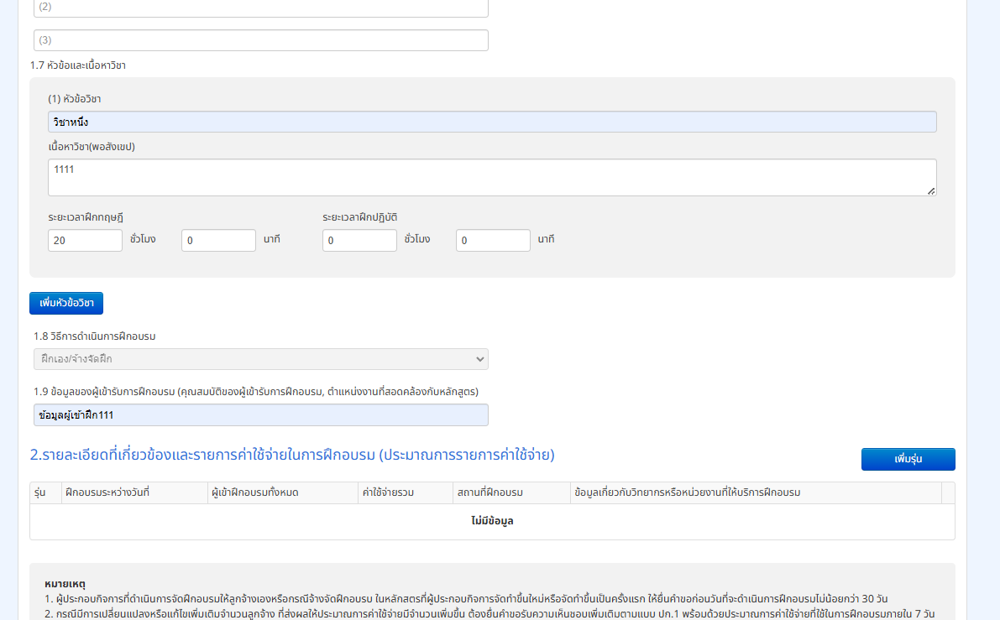 (2)
(3)
1.7 หัวข้อและเนื้อหาวิชา
(1) หัวข้อวิชา
วิชาหนึ่ง
เนื้อหาวิชา(พอสังเขป)
1111
ระยะเวลาฝึกทฤษฎี ระยะเวลาฝึกปฏิบัติ
20 ชั่วโมง 0 นาที 0 ชั่วโมง 0 นาที
เพิ่มหัวข้อวิชา
1.8 วิธีการดำเนินการฝึกอบรม
ฝึกเอง/จ้างจัดฝึก
1.9 ข้อมูลของผู้เข้ารับการฝึกอบรม (คุณสมบัติของผู้เข้ารับการฝึกอบรม, ตำแหน่งงานที่สอดคล้องกับหลักสูตร)
ข้อมูลผู้เข้าฝึก111
2.รายละเอียดที่เกี่ยวข้องและรายการค่าใช้จ่ายในการฝึกอบรม (ประมาณการรายการค่าใช้จ่าย) เพิ่มรุ่น
รุ่น ฝึกอบรมระหว่างวันที่ ผู้เข้าฝึกอบรมทั้งหมด ค่าใช้จ่ายรวม สถานที่ฝึกอบรม ข้อมูลเกี่ยวกับวิทยากรหรือหน่วยงานที่ให้บริการฝึกอบรม
ไม่มีข้อมูล
หมายเหตุ
1. ผู้ประกอบกิจการที่ดำเนินการจัดฝึกอบรมให้ลูกจ้างเองหรือกรณีจ้างจัดฝึกอบรบ ในหลักสูตรที่ผู้ประกอบกิจการจัดทำขึ้นใหม่หรือจัดทำขึ้นเป็นครั้งแรก ให้ยื่นคำขอก่อนวันที่จะดำเนินการฝึกอบรมไม่น้อยกว่า 30 วัน
2. กรณีมีการเปลี่ยนแปลงหรือแก้ไขเพิ่มเติมจำนวนลูกจ้าง ที่ส่งผลให้ประมาณการค่าใช้จ่ายมีจำนวนเพิ่มขึ้น ต้องยื่นคำขอรับความเห็นชอบเพิ่มเติมตามแบบ ปก.1 พร้อมด้วยประมาณการค่าใช้จ่ายที่ใช้ในการฝึกอบรมภายใน 7 วัน